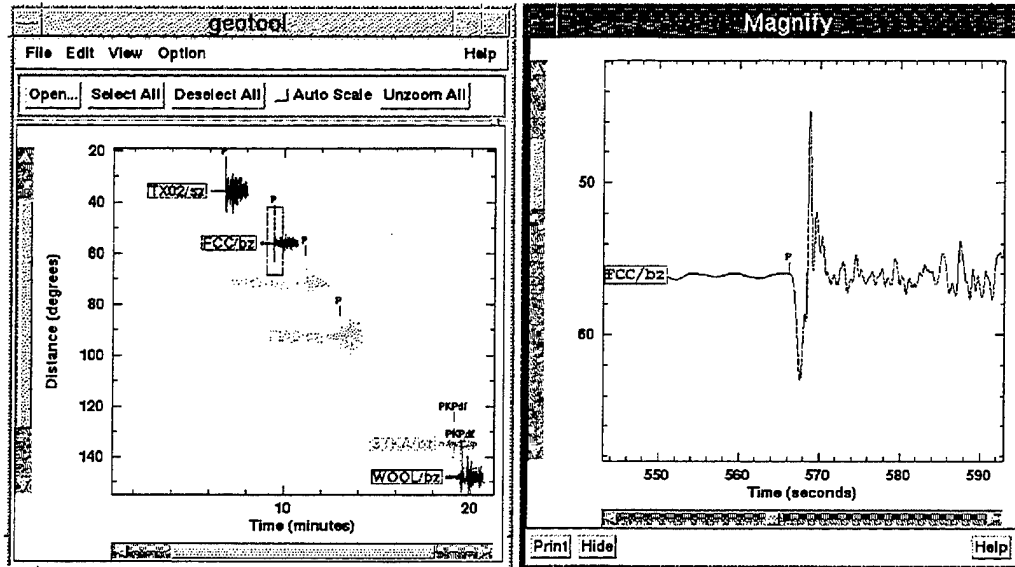 geotool
File Edit View Option Help
Open... Select All Deselect All Auto Scale Unzoom All
20
40
60
80
100
120
140
Distance (degrees)
10 20
Time (minutes)
P
TX02/sz
P
FCC/bz
P
P
PKPdf
PKPdf
WOOL/bz
Magnify
50
60
P
FCC/bz
550 560 570 580 590
Time (seconds)
Print Hide Help